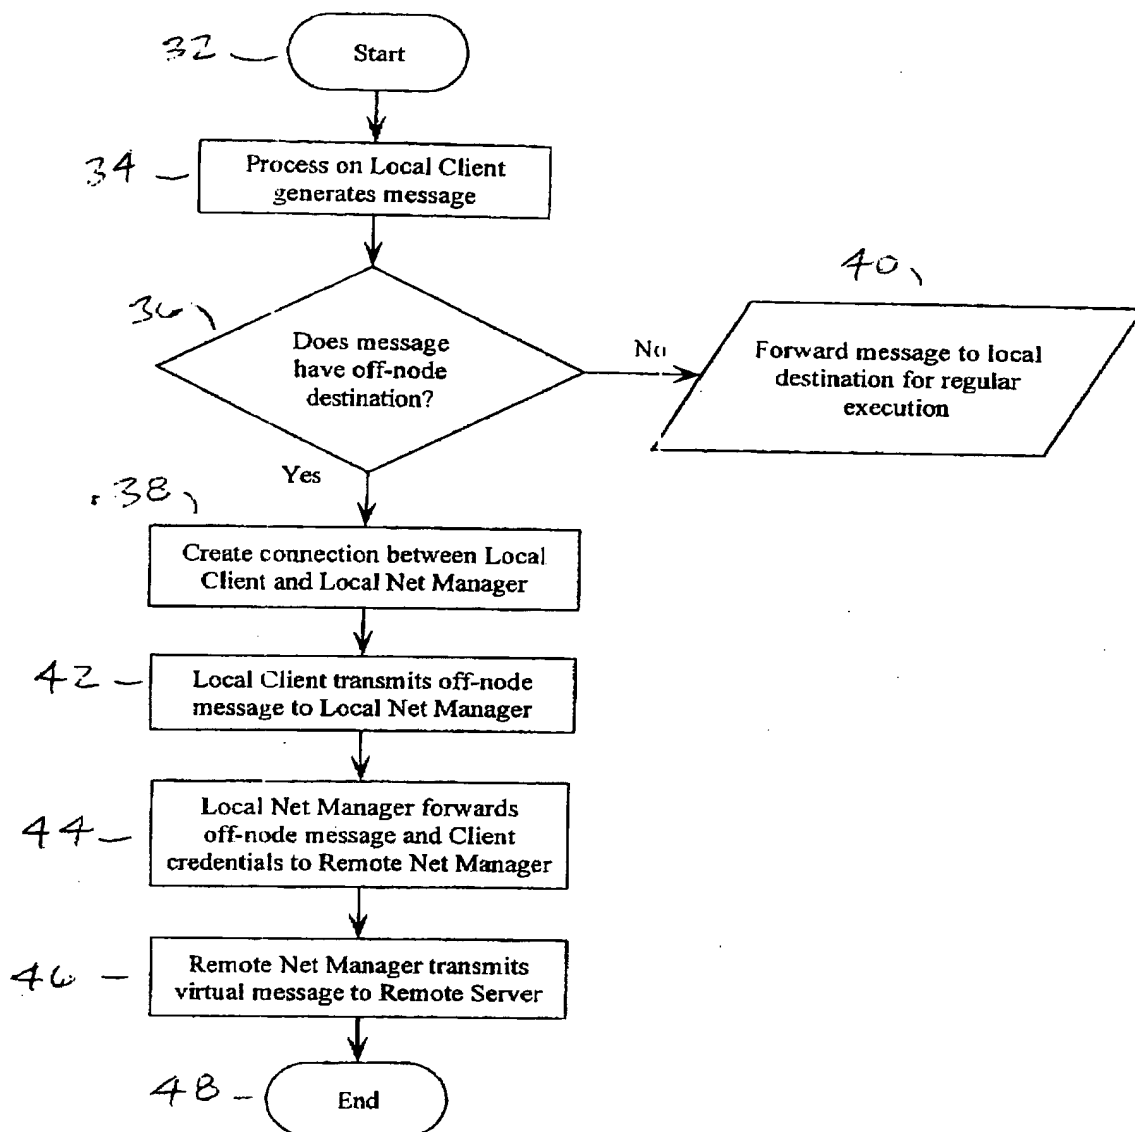 32
Start
34
Process on Local Client
generates message
36
Does message
have off-node
destination?
No
40
Forward message to local
destination for regular
execution
Yes
38
Create connection between Local
Client and Local Net Manager
42
Local Client transmits off-node
message to Local Net Manager
44
Local Net Manager forwards
off-node message and Client
credentials to Remote Net Manager
46
Remote Net Manager transmits
virtual message to Remote Server
48
End